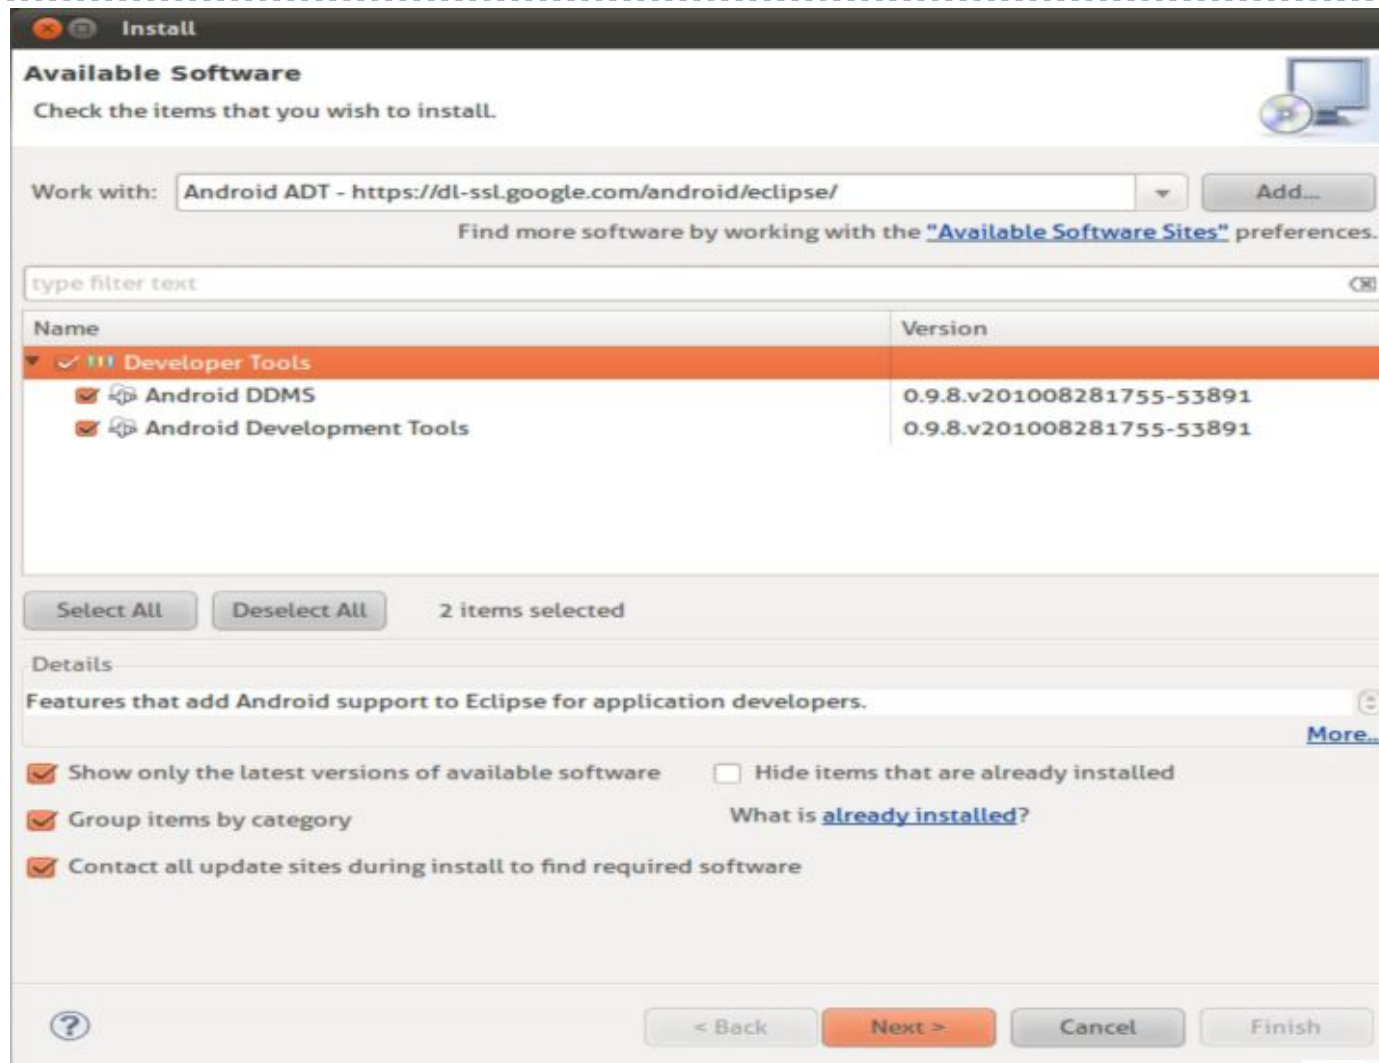 Install
Available Software
Check the items that you wish to install.
Work with: Android ADT - https://dl-ssl.google.com/android/eclipse/ Add...
Find more software by working with the "Available Software Sites" preferences.
type filter text
Name Version
Developer Tools
Android DDMS 0.9.8.v201008281755-53891
Android Development Tools 0.9.8.v201008281755-53891
Select All Deselect All 2 items selected
Details
Features that add Android support to Eclipse for application developers.
More..
Show only the latest versions of available software Hide items that are already installed
Group items by category What is already installed?
Contact all update sites during install to find required software
? < Back Next > Cancel Finish